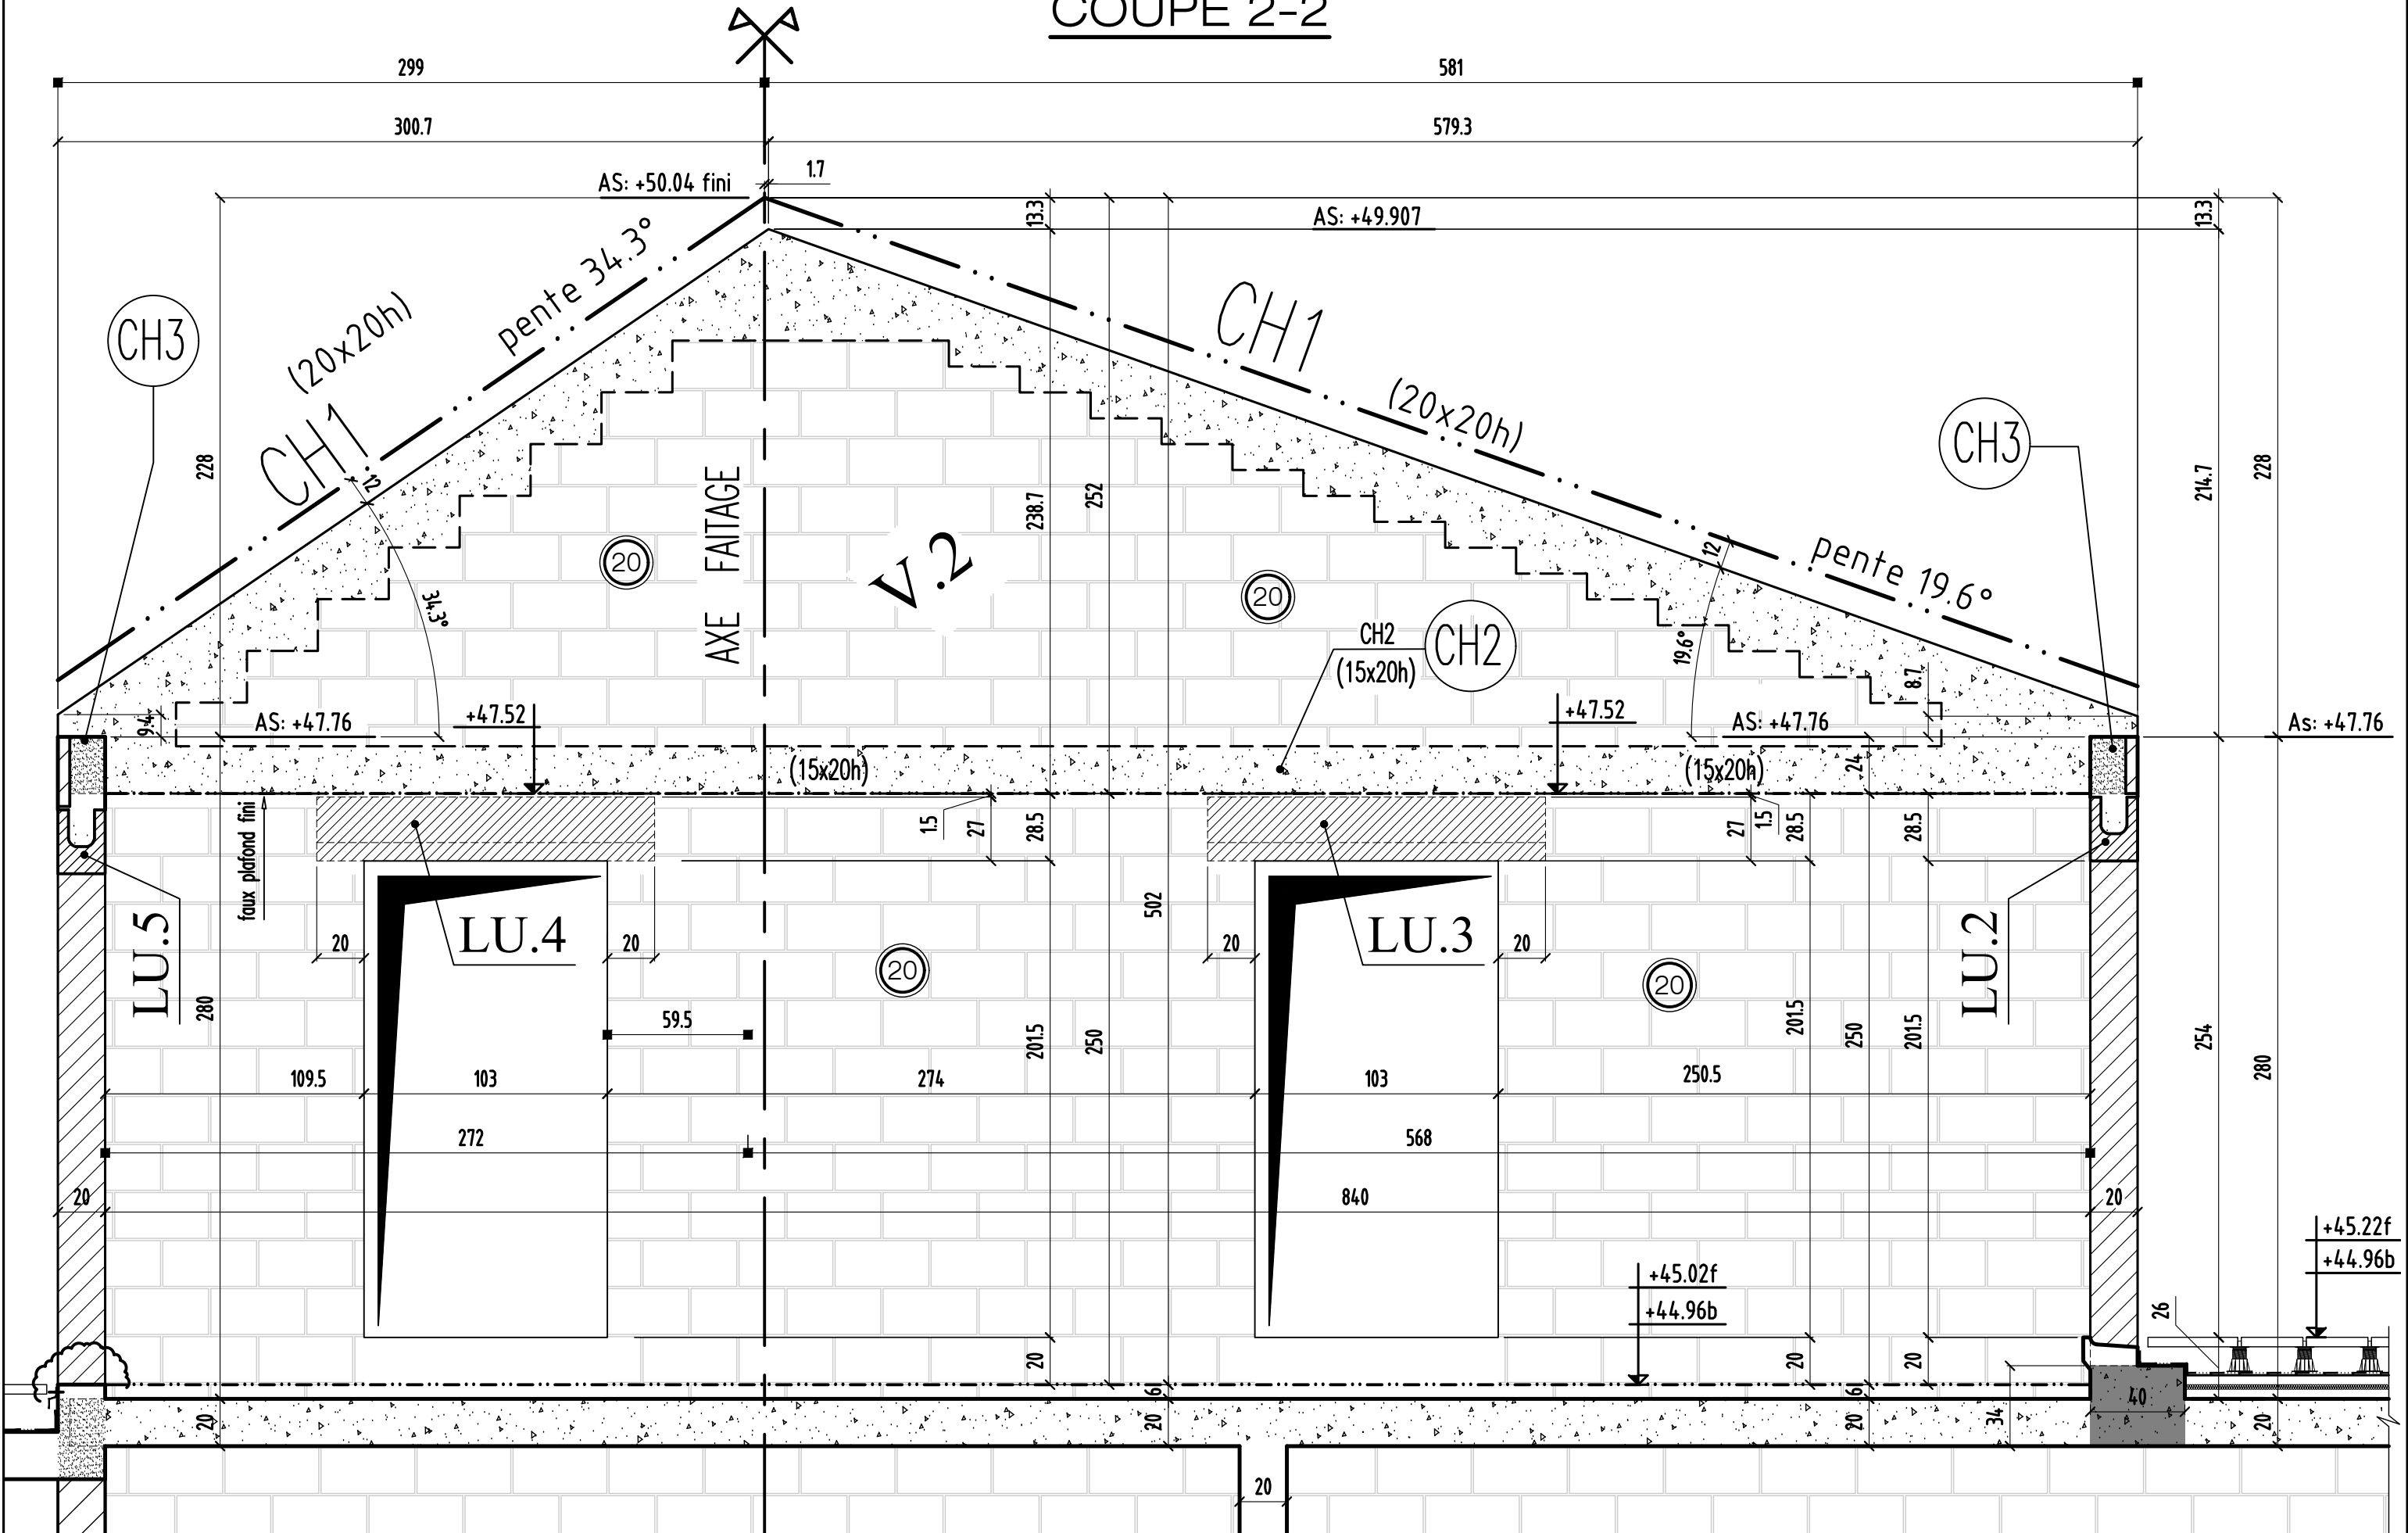 COUPE 2-2
299
581
300.7
579.3
1.7
AS: +50.04 fini
13.3
AS: +49.907
13.3
pente 34.3°
(20x20h)
CH3
CH1
12
CH1
(20x20h)
CH3
228
AXE FAITAGE
V.2
238.7
252
214.7
228
20
20
34.3°
12
pente 19.6°
19.6°
CH2
(15x20h)
CH2
8.7
9.4
AS: +47.76
+47.52
+47.52
AS: +47.76
As: +47.76
(15x20h)
(15x20h)
24
faux plafond fini
1.5
27
28.5
27
1.5
28.5
28.5
LU.5
280
20
LU.4
20
502
20
LU.3
20
LU.2
20
20
59.5
201.5
250
201.5
250
201.5
254
280
109.5
103
274
103
250.5
272
568
20
840
20
+45.22f
+44.96b
+45.02f
+44.96b
26
20
20
20
6
6
20
20
20
34
40
20
20